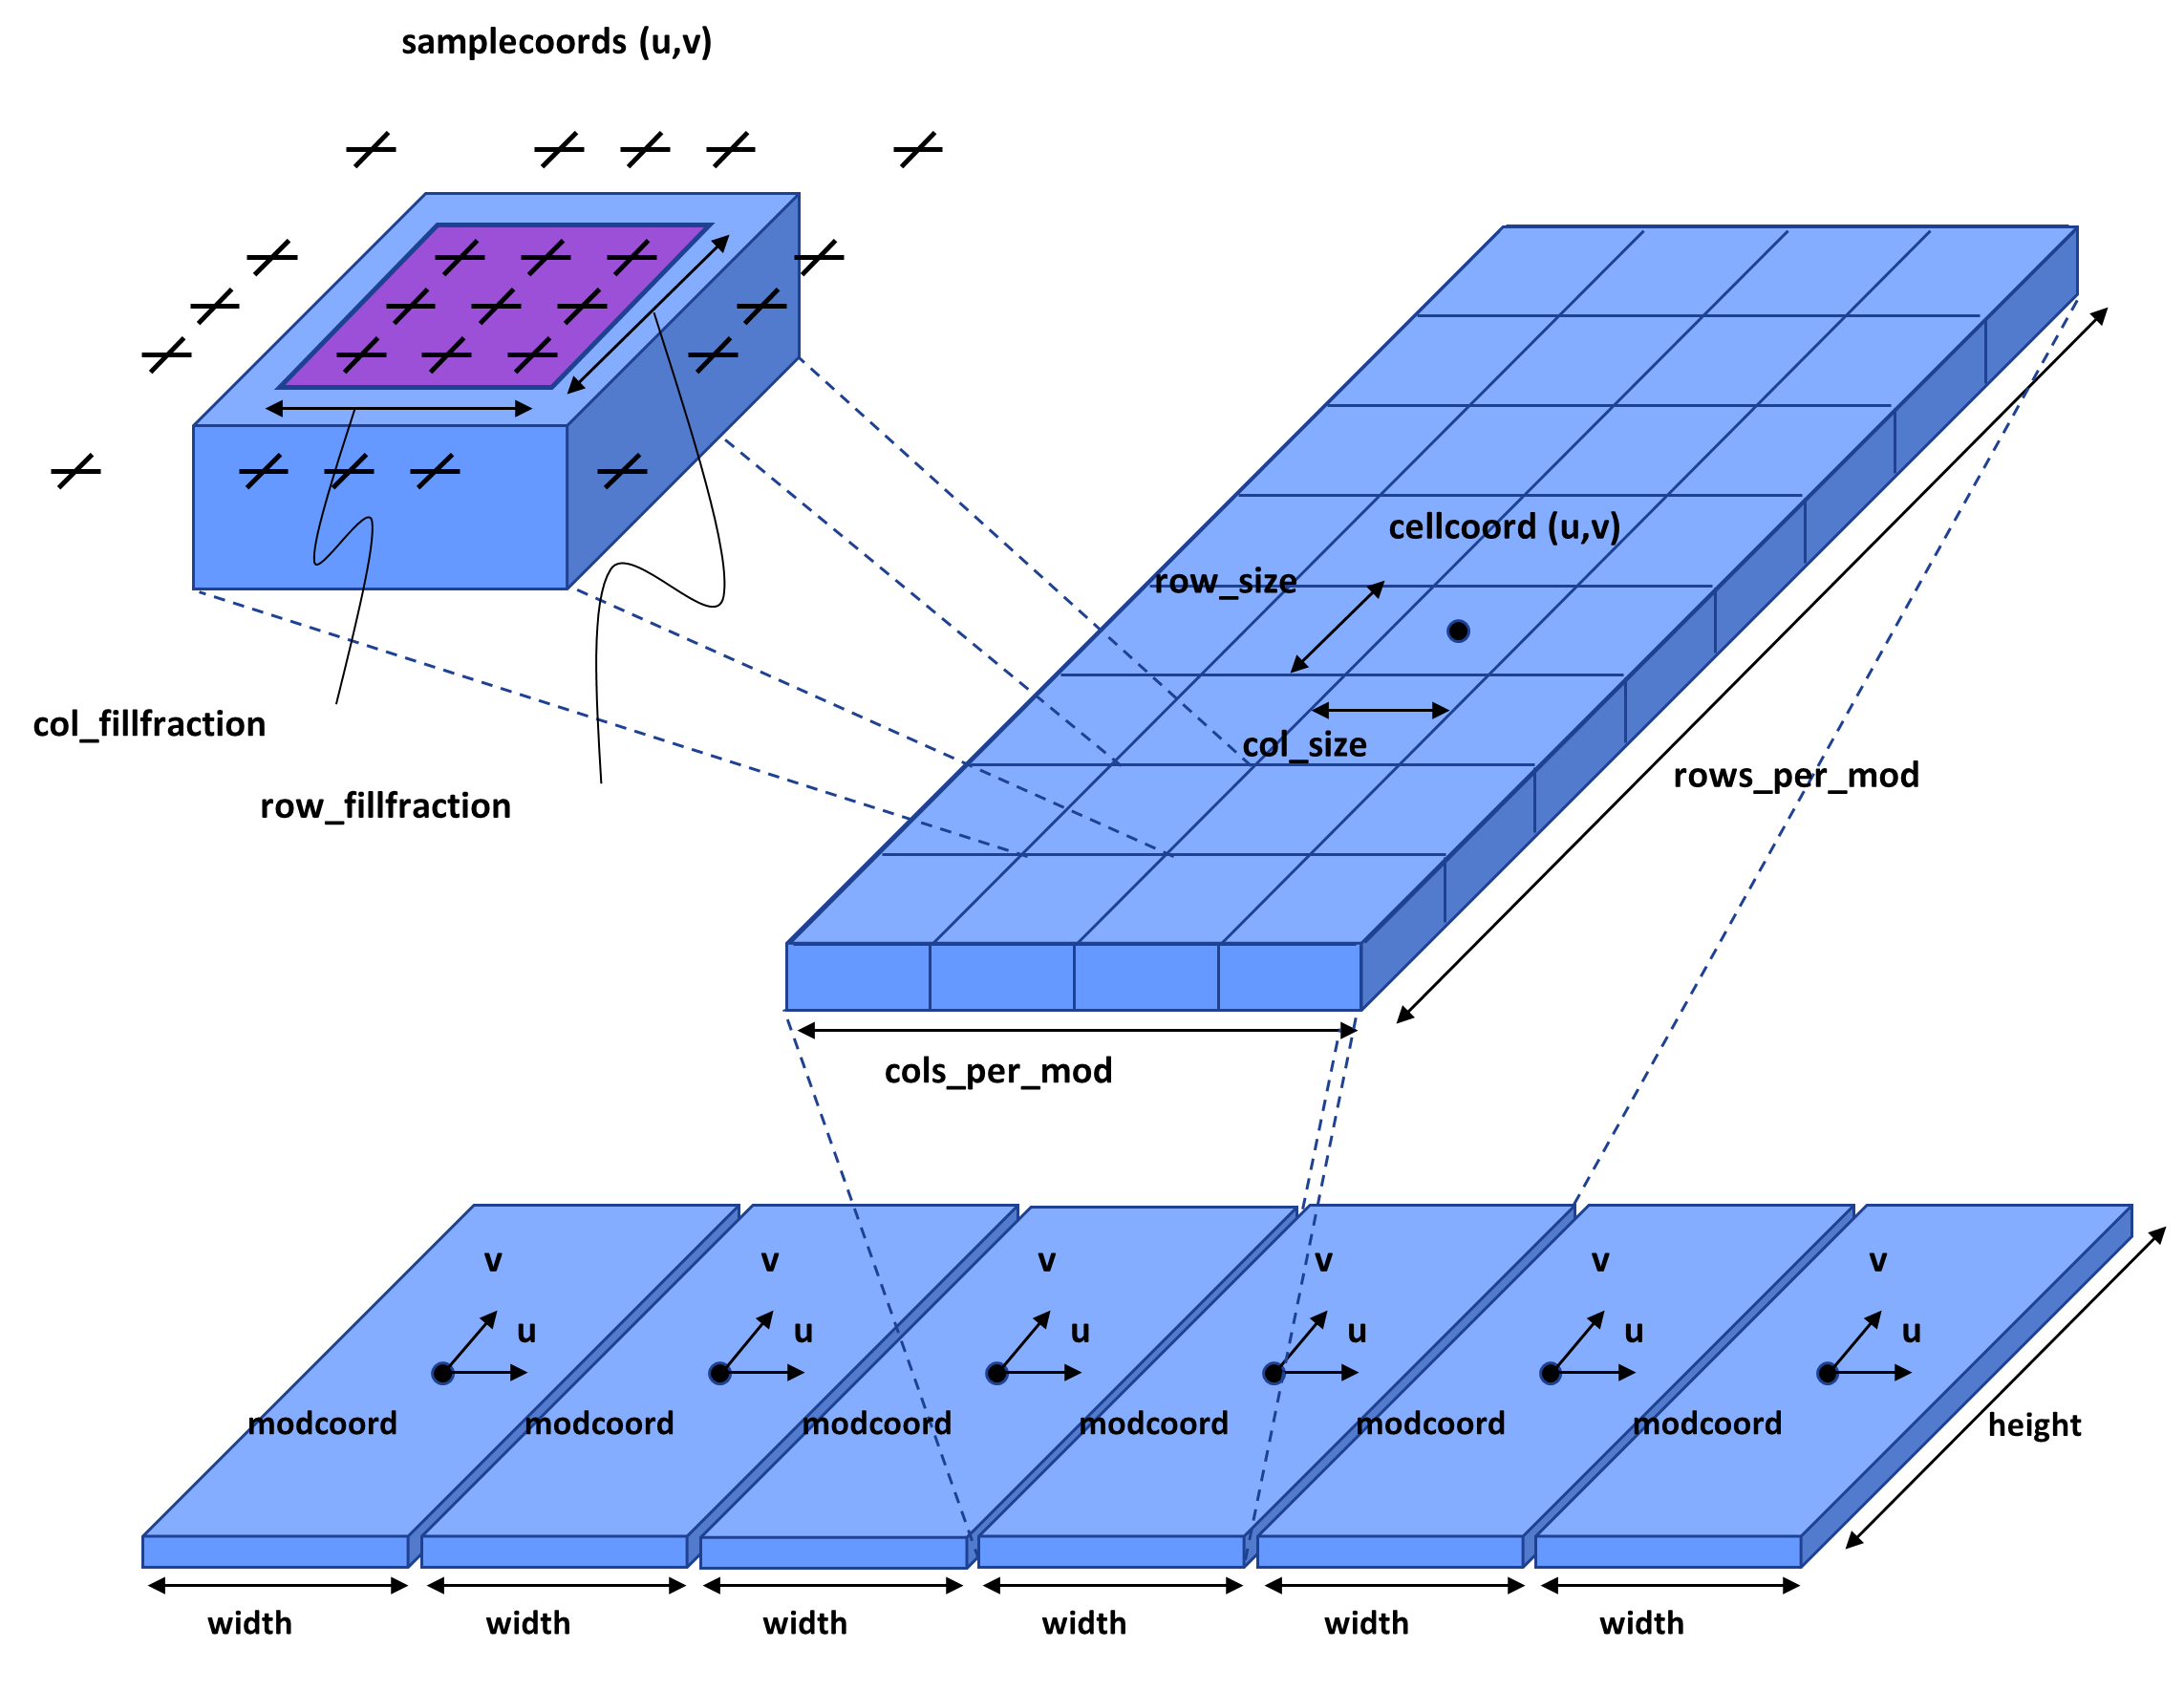 samplecoords (u,v)
cellcoord (u,v)
row_size
col_fillfraction
col_size
rows_per_mod
row_fillfraction
cols_per_mod
v
v
v
v
v
v
u
u
u
u
u
u
modcoord
modcoord
modcoord
modcoord
modcoord
modcoord
height
width
width
width
width
width
width